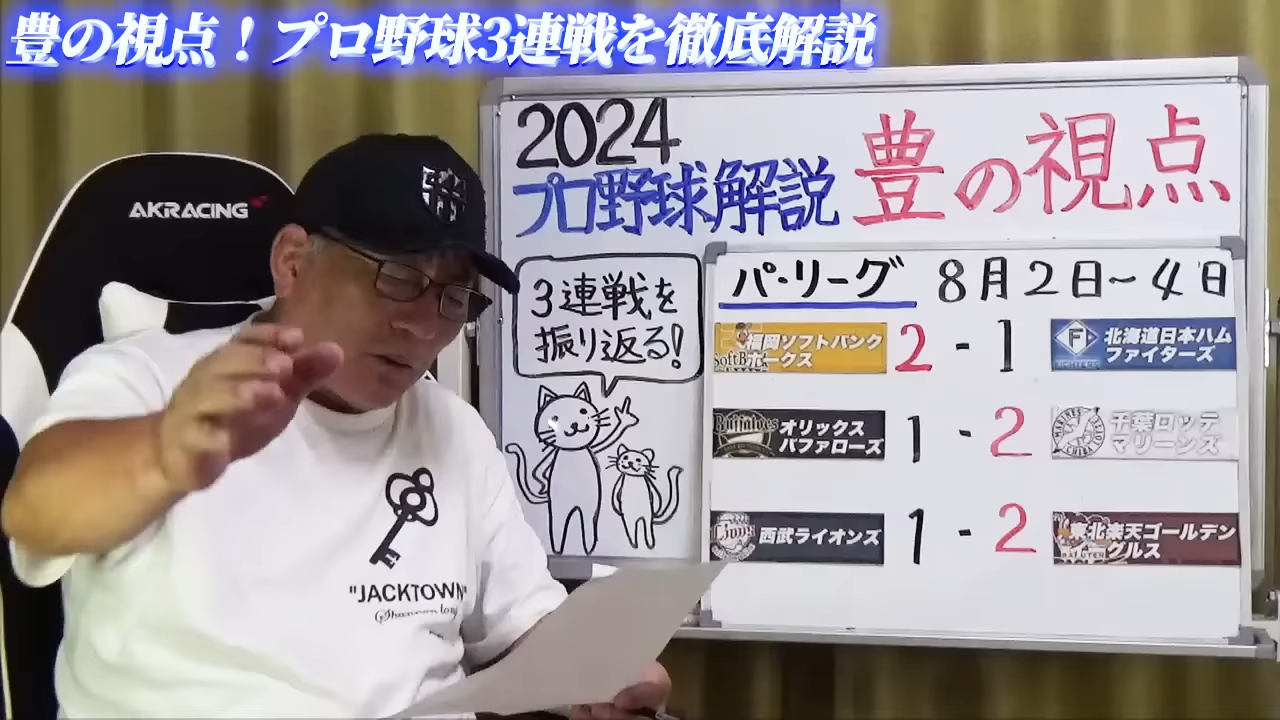 豊の視点！プロ野球3連戦を徹底解説
AKRACING
2024
プロ野球解説 豊の視点
3連戦を
振り返る!
パ・リーグ 8月2日~4日
福岡ソフトバンク
ホークス
2 - 1
北海道日本ハム
ファイターズ
FIGHTERS
Buffaloes
オリックス
バファローズ
1 - 2
千葉ロッテ
マリーンズ
Lions
西武ライオンズ
1 - 2
東北楽天ゴールデン
"JACKTOWN"